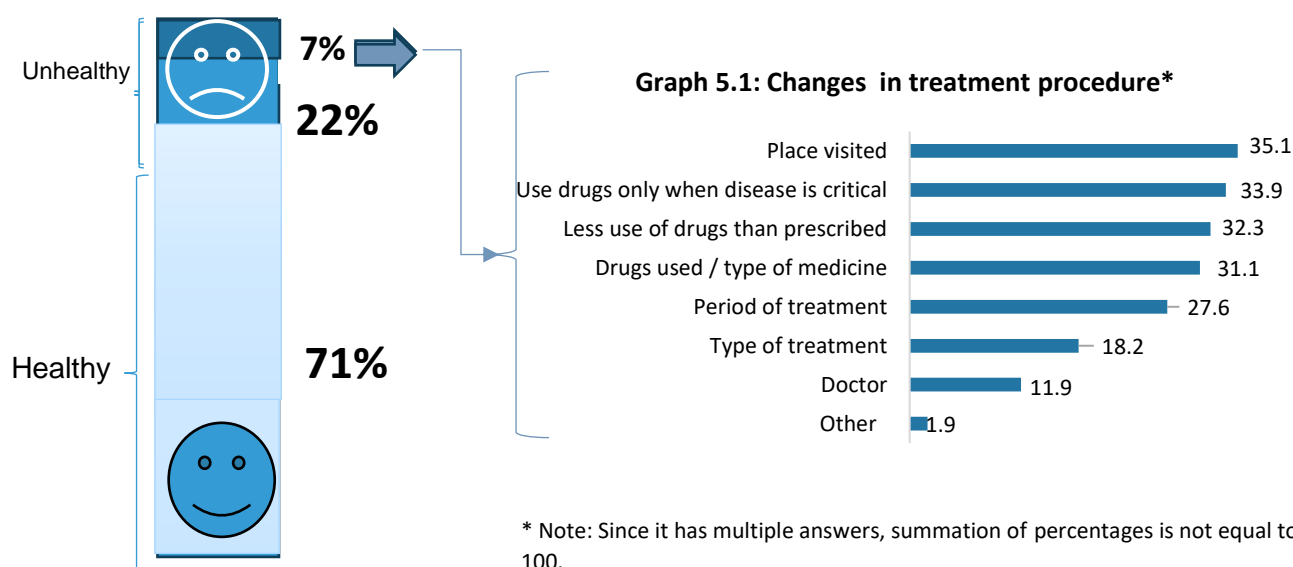 Unhealthy
7%
22%
Healthy
71%
Graph 5.1: Changes in treatment procedure*
Place visited 35.1
Use drugs only when disease is critical 33.9
Less use of drugs than prescribed 32.3
Drugs used / type of medicine 31.1
Period of treatment 27.6
Type of treatment 18.2
Doctor 11.9
Other 1.9
* Note: Since it has multiple answers, summation of percentages is not equal to
100.